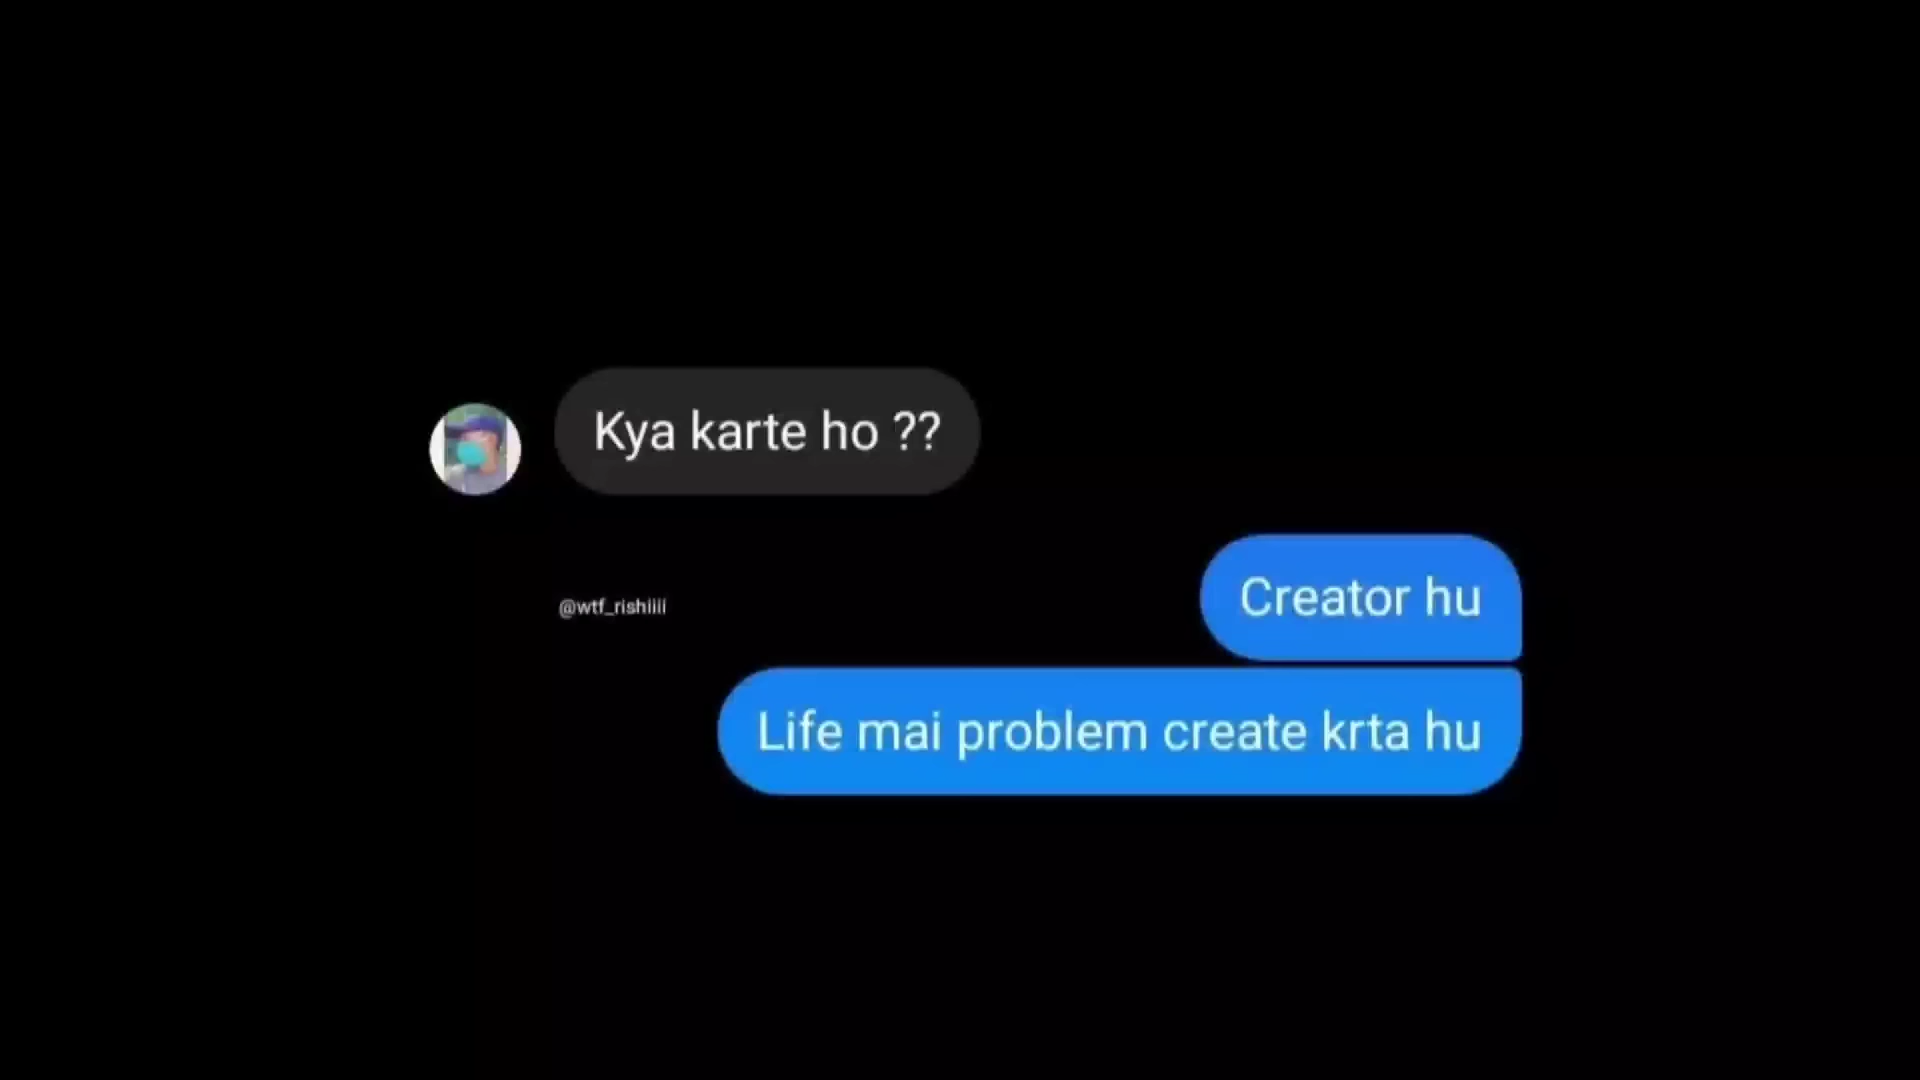 Kya karte ho ??
Creator hu
@wtf_rishiiii
Life mai problem create krta hu